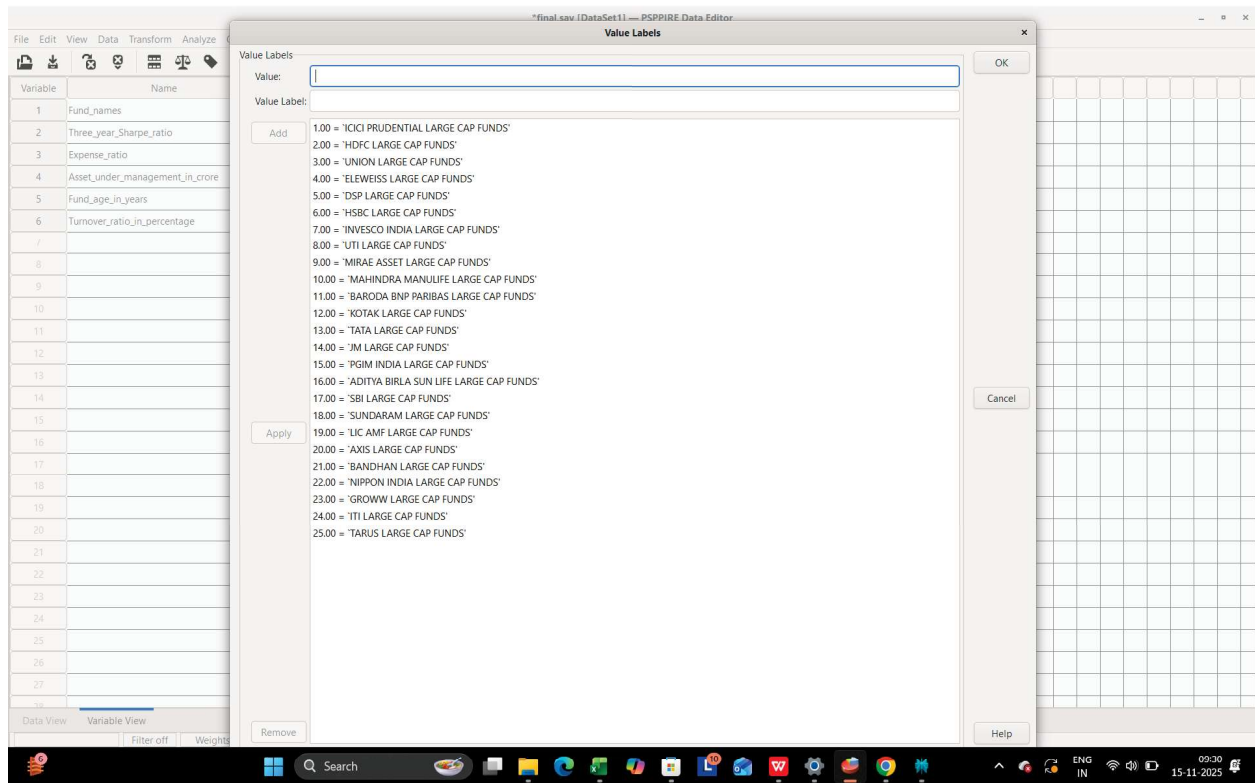 *final.sav [DataSet1] — PSPPIRE Data Editor
Value Labels
File Edit View Data Transform Analyze
Value Labels
Value:
OK
Value Label:
Variable Name
1 Fund_names
2 Three_year_Sharpe_ratio
3 Expense_ratio
4 Asset_under_management_in_crore
5 Fund_age_in_years
6 Turnover_ratio_in_percentage
7
8
9
10
11
12
13
14
15
16
17
18
19
20
21
22
23
24
25
26
27
28
Add
1.00 = `ICICI PRUDENTIAL LARGE CAP FUNDS'
2.00 = `HDFC LARGE CAP FUNDS'
3.00 = `UNION LARGE CAP FUNDS'
4.00 = `ELEWEISS LARGE CAP FUNDS'
5.00 = `DSP LARGE CAP FUNDS'
6.00 = `HSBC LARGE CAP FUNDS'
7.00 = `INVESCO INDIA LARGE CAP FUNDS'
8.00 = `UTI LARGE CAP FUNDS'
9.00 = `MIRAE ASSET LARGE CAP FUNDS'
10.00 = `MAHINDRA MANULIFE LARGE CAP FUNDS'
11.00 = `BARODA BNP PARIBAS LARGE CAP FUNDS'
12.00 = `KOTAK LARGE CAP FUNDS'
13.00 = `TATA LARGE CAP FUNDS'
14.00 = `JM LARGE CAP FUNDS'
15.00 = `PGIM INDIA LARGE CAP FUNDS'
16.00 = `ADITYA BIRLA SUN LIFE LARGE CAP FUNDS'
17.00 = `SBI LARGE CAP FUNDS'
18.00 = `SUNDARAM LARGE CAP FUNDS'
19.00 = `LIC AMF LARGE CAP FUNDS'
20.00 = `AXIS LARGE CAP FUNDS'
21.00 = `BANDHAN LARGE CAP FUNDS'
22.00 = `NIPPON INDIA LARGE CAP FUNDS'
23.00 = `GROWW LARGE CAP FUNDS'
24.00 = `ITI LARGE CAP FUNDS'
25.00 = `TARUS LARGE CAP FUNDS'
Cancel
Apply
Remove
Help
Data View Variable View
Filter off Weights
6
Search
10
ENG
IN
09:30
15-11-2025